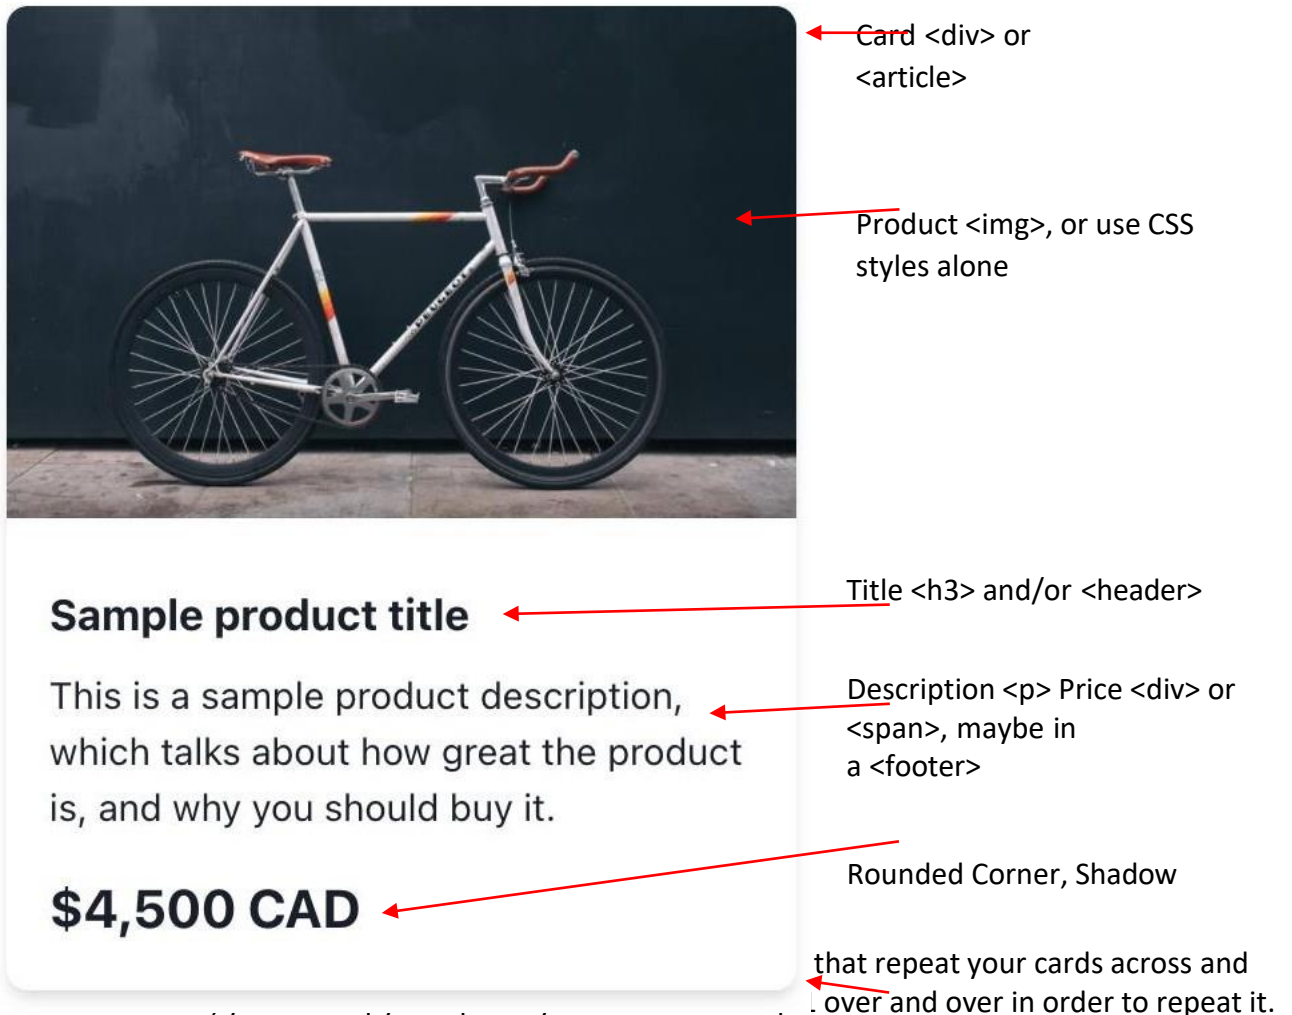 Card <div> or
<article>
PEUGEOT
Product <img>, or use CSS
styles alone
Title <h3> and/or <header>
Sample product title
Description <p> Price <div> or
<span>, maybe in
a <footer>
This is a sample product description,
which talks about how great the product
is, and why you should buy it.
Rounded Corner, Shadow
$4,500 CAD
that repeat your cards across and
over and over in order to repeat it.